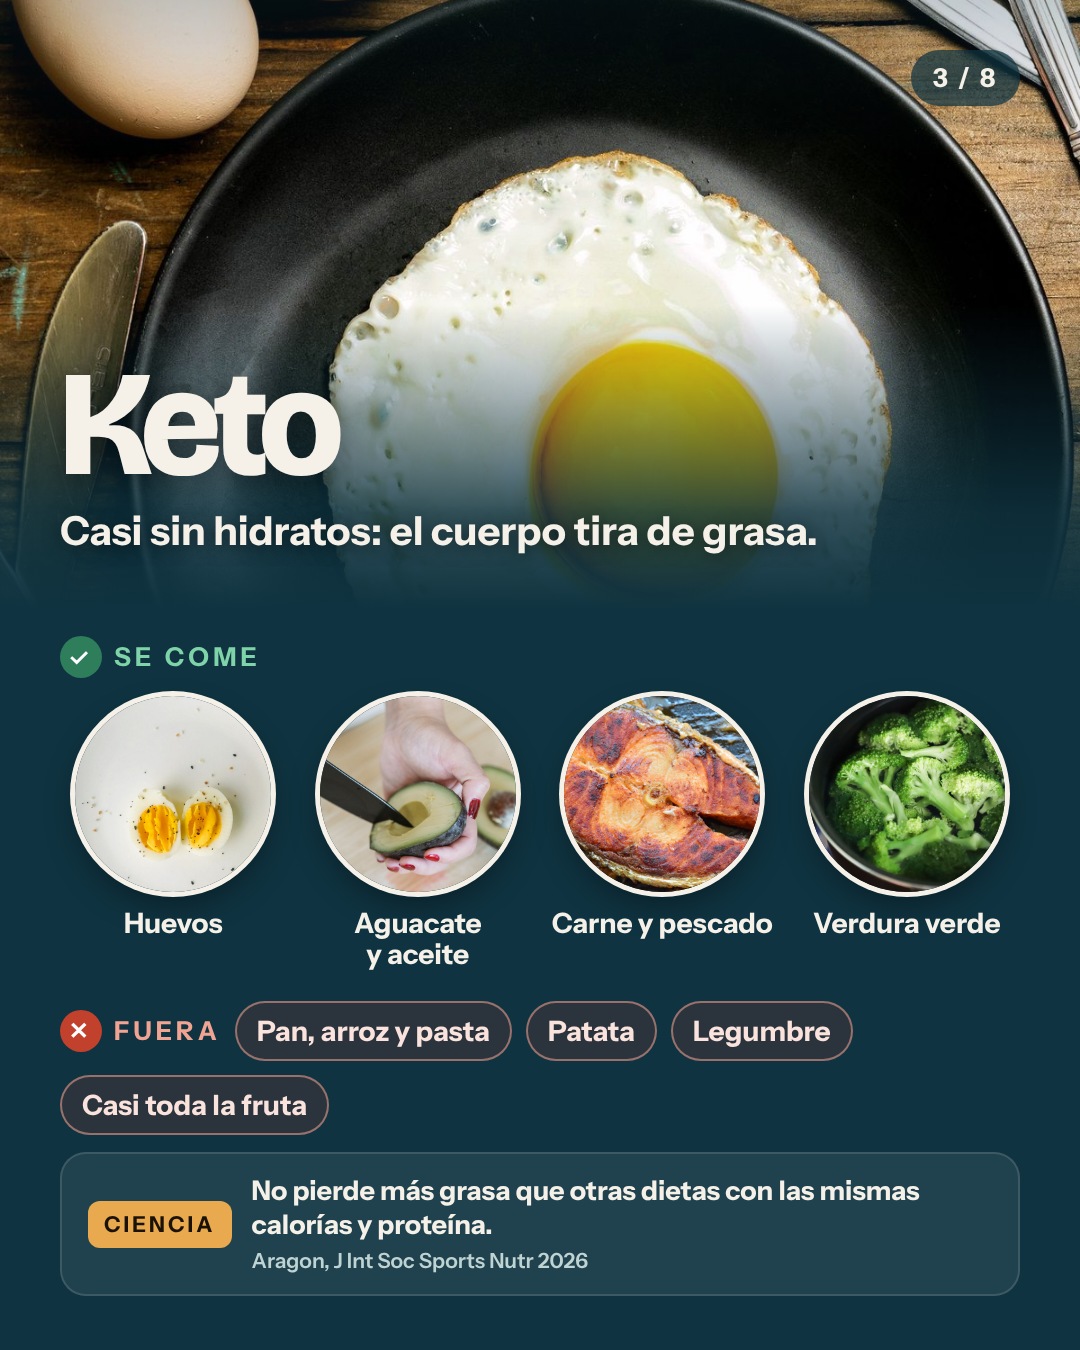 3 / 8
Keto
Casi sin hidratos: el cuerpo tira de grasa.
SE COME
Huevos
Aguacate
y aceite
Carne y pescado
Verdura verde
FUERA
Pan, arroz y pasta
Patata
Legumbre
Casi toda la fruta
CIENCIA
No pierde más grasa que otras dietas con las mismas
calorías y proteína.
Aragon, J Int Soc Sports Nutr 2026